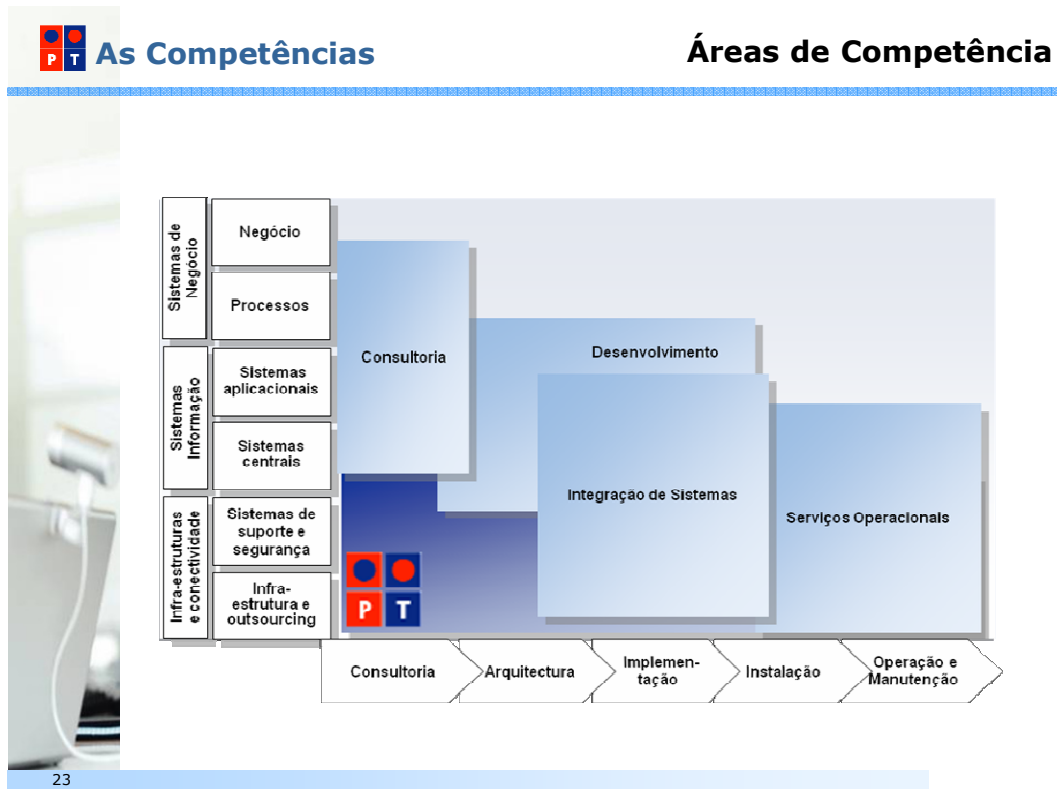 P T
As Competências
Áreas de Competência
Sistemas de
Negócio
Negócio
Processos
Sistemas
Informação
Sistemas
aplicacionais
Sistemas
centrais
Infra-estruturas
e conectividade
Sistemas de
suporte e
segurança
Infra-
estrutura e
outsourcing
Consultoria
Desenvolvimento
Integração de Sistemas
Serviços Operacionais
P T
Consultoria
Arquitectura
Implemen-
tação
Instalação
Operação e
Manutenção
23